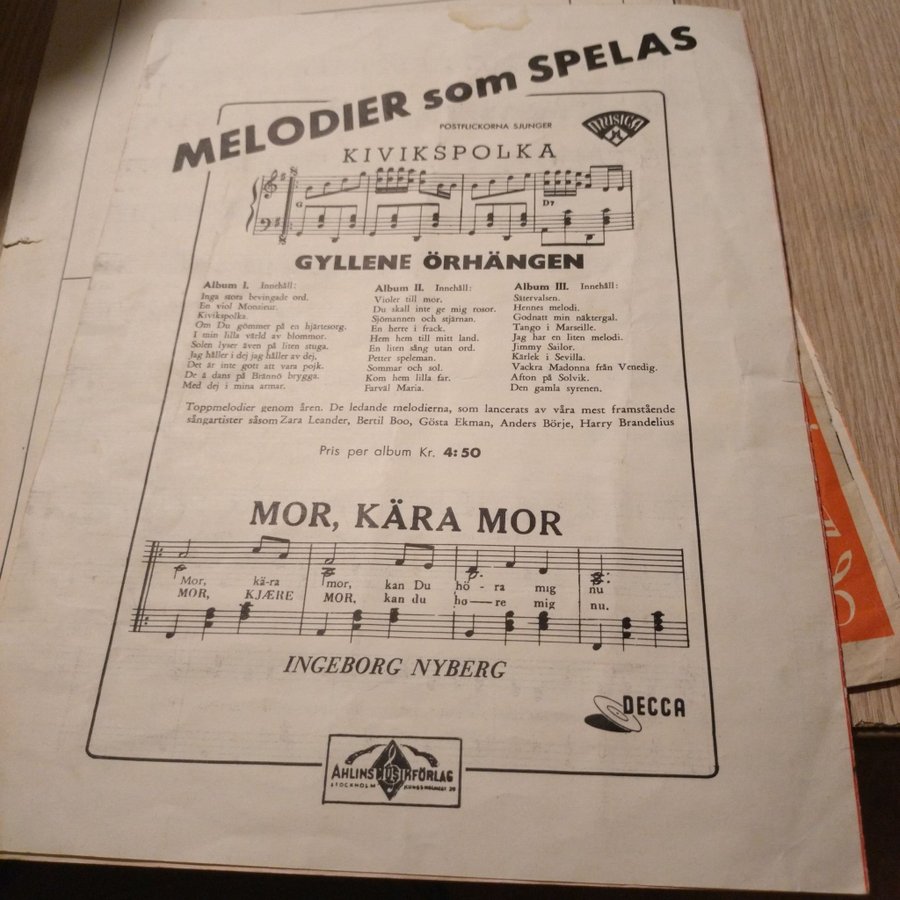 MELODIER som SPELAS
POSTFLICKORNA SJUNGER
MUSICA
M
KIVIKSPOLKA
G
D7
GYLLENE ÖRHÄNGEN
Album I. Innehåll:
Inga stora bevingade ord.
En viol Monsieur.
Kivikspolka.
Om Du gömmer på en hjärtesorg.
I min lilla värld av blommor.
Solen lyser även på liten stuga.
Jag håller i dej jag håller av dej.
Det är inte gott att vara pojk.
De ä dans på Brännö brygga.
Med dej i mina armar.
Album II. Innehåll:
Violer till mor.
Du skall inte ge mig rosor.
Sjömannen och stjärnan.
En herre i frack.
Hem hem till mitt land.
En liten sång utan ord.
Petter speleman.
Sommar och sol.
Kom hem lilla far.
Farväl Maria.
Album III. Innehåll:
Sätervalsen.
Hennes melodi.
Godnatt min näktergal.
Tango i Marseille.
Jag har en liten melodi.
Jimmy Sailor.
Kärlek i Sevilla.
Vackra Madonna från Venedig.
Afton på Solvik.
Den gamla syrenen.
Toppmelodier genom åren. De ledande melodierna, som lancerats av våra mest framstående
sångartister såsom Zara Leander, Bertil Boo, Gösta Ekman, Anders Börje, Harry Brandelius
Pris per album Kr. 4:50
MOR, KÄRA MOR
Mor, kä-ra mor, kan Du hö - ra mig nu
MOR, KJÆRE MOR, kan du hø—re mig nu.
INGEBORG NYBERG
DECCA
AHLINS MUSIKFÖRLAG
STOCKHOLM